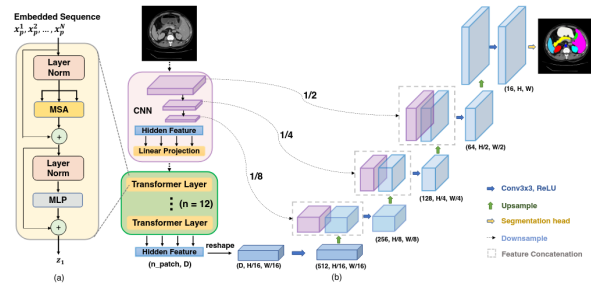 Embedded Sequence
x_p^1, x_p^2, ..., x_p^N
Layer
Norm
MSA
+
Layer
Norm
MLP
+
z_1
(a)
CNN
Hidden Feature
Linear Projection
Transformer Layer
(n = 12)
Transformer Layer
Hidden Feature
(n_patch, D)
reshape
(D, H/16, W/16)
(512, H/16, W/16)
(b)
1/2
1/4
1/8
(256, H/8, W/8)
(128, H/4, W/4)
(64, H/2, W/2)
(16, H, W)
Conv3x3, ReLU
Upsample
Segmentation head
Downsample
Feature Concatenation